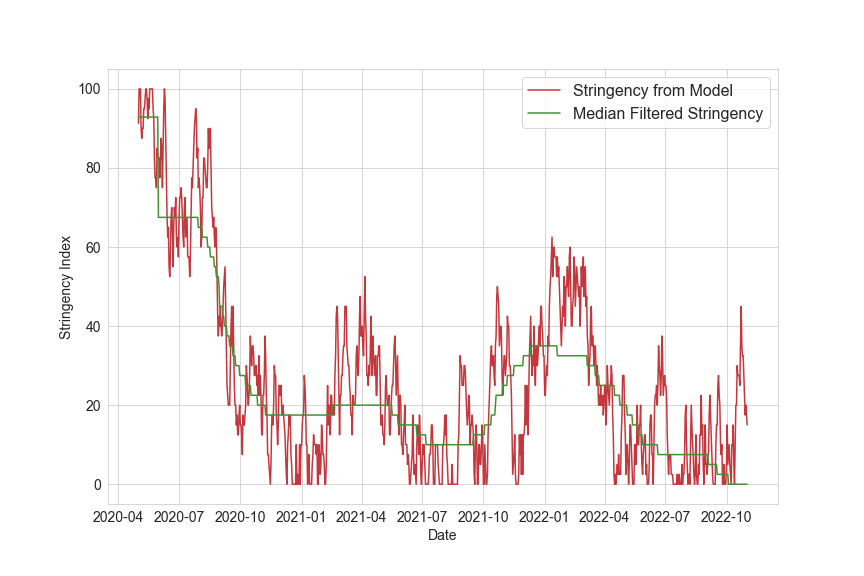 Stringency from Model
Median Filtered Stringency
Stringency Index
100
80
60
40
20
0
2020-04 2020-07 2020-10 2021-01 2021-04 2021-07 2021-10 2022-01 2022-04 2022-07 2022-10
Date